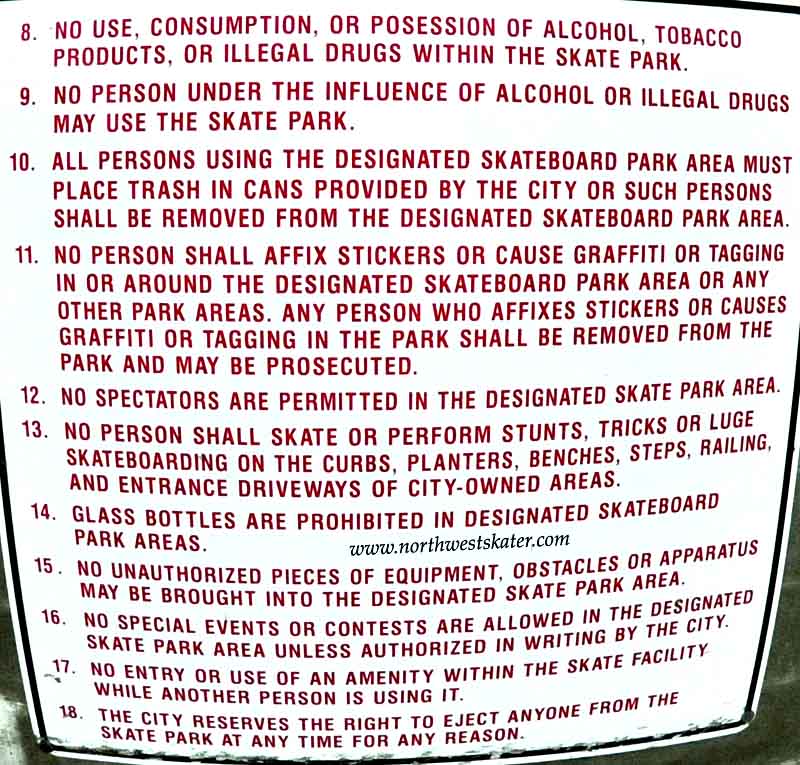 8. NO USE, CONSUMPTION, OR POSESSION OF ALCOHOL, TOBACCO
PRODUCTS, OR ILLEGAL DRUGS WITHIN THE SKATE PARK.
9. NO PERSON UNDER THE INFLUENCE OF ALCOHOL OR ILLEGAL DRUGS
MAY USE THE SKATE PARK.
10. ALL PERSONS USING THE DESIGNATED SKATEBOARD PARK AREA MUST
PLACE TRASH IN CANS PROVIDED BY THE CITY OR SUCH PERSONS
SHALL BE REMOVED FROM THE DESIGNATED SKATEBOARD PARK AREA.
11. NO PERSON SHALL AFFIX STICKERS OR CAUSE GRAFFITI OR TAGGING
IN OR AROUND THE DESIGNATED SKATEBOARD PARK AREA OR ANY
OTHER PARK AREAS. ANY PERSON WHO AFFIXES STICKERS OR CAUSES
GRAFFITI OR TAGGING IN THE PARK SHALL BE REMOVED FROM THE
PARK AND MAY BE PROSECUTED.
12. NO SPECTATORS ARE PERMITTED IN THE DESIGNATED SKATE PARK AREA.
13. NO PERSON SHALL SKATE OR PERFORM STUNTS, TRICKS OR LUGE
SKATEBOARDING ON THE CURBS, PLANTERS, BENCHES, STEPS, RAILING,
AND ENTRANCE DRIVEWAYS OF CITY-OWNED AREAS.
14. GLASS BOTTLES ARE PROHIBITED IN DESIGNATED SKATEBOARD
PARK AREAS.
www.northwestskater.com
15. NO UNAUTHORIZED PIECES OF EQUIPMENT, OBSTACLES OR APPARATUS
MAY BE BROUGHT INTO THE DESIGNATED SKATE PARK AREA.
16. NO SPECIAL EVENTS OR CONTESTS ARE ALLOWED IN THE DESIGNATED
SKATE PARK AREA UNLESS AUTHORIZED IN WRITING BY THE CITY.
17. NO ENTRY OR USE OF AN AMENITY WITHIN THE SKATE FACILITY
WHILE ANOTHER PERSON IS USING IT.
18. THE CITY RESERVES THE RIGHT TO EJECT ANYONE FROM THE
SKATE PARK AT ANY TIME FOR ANY REASON.